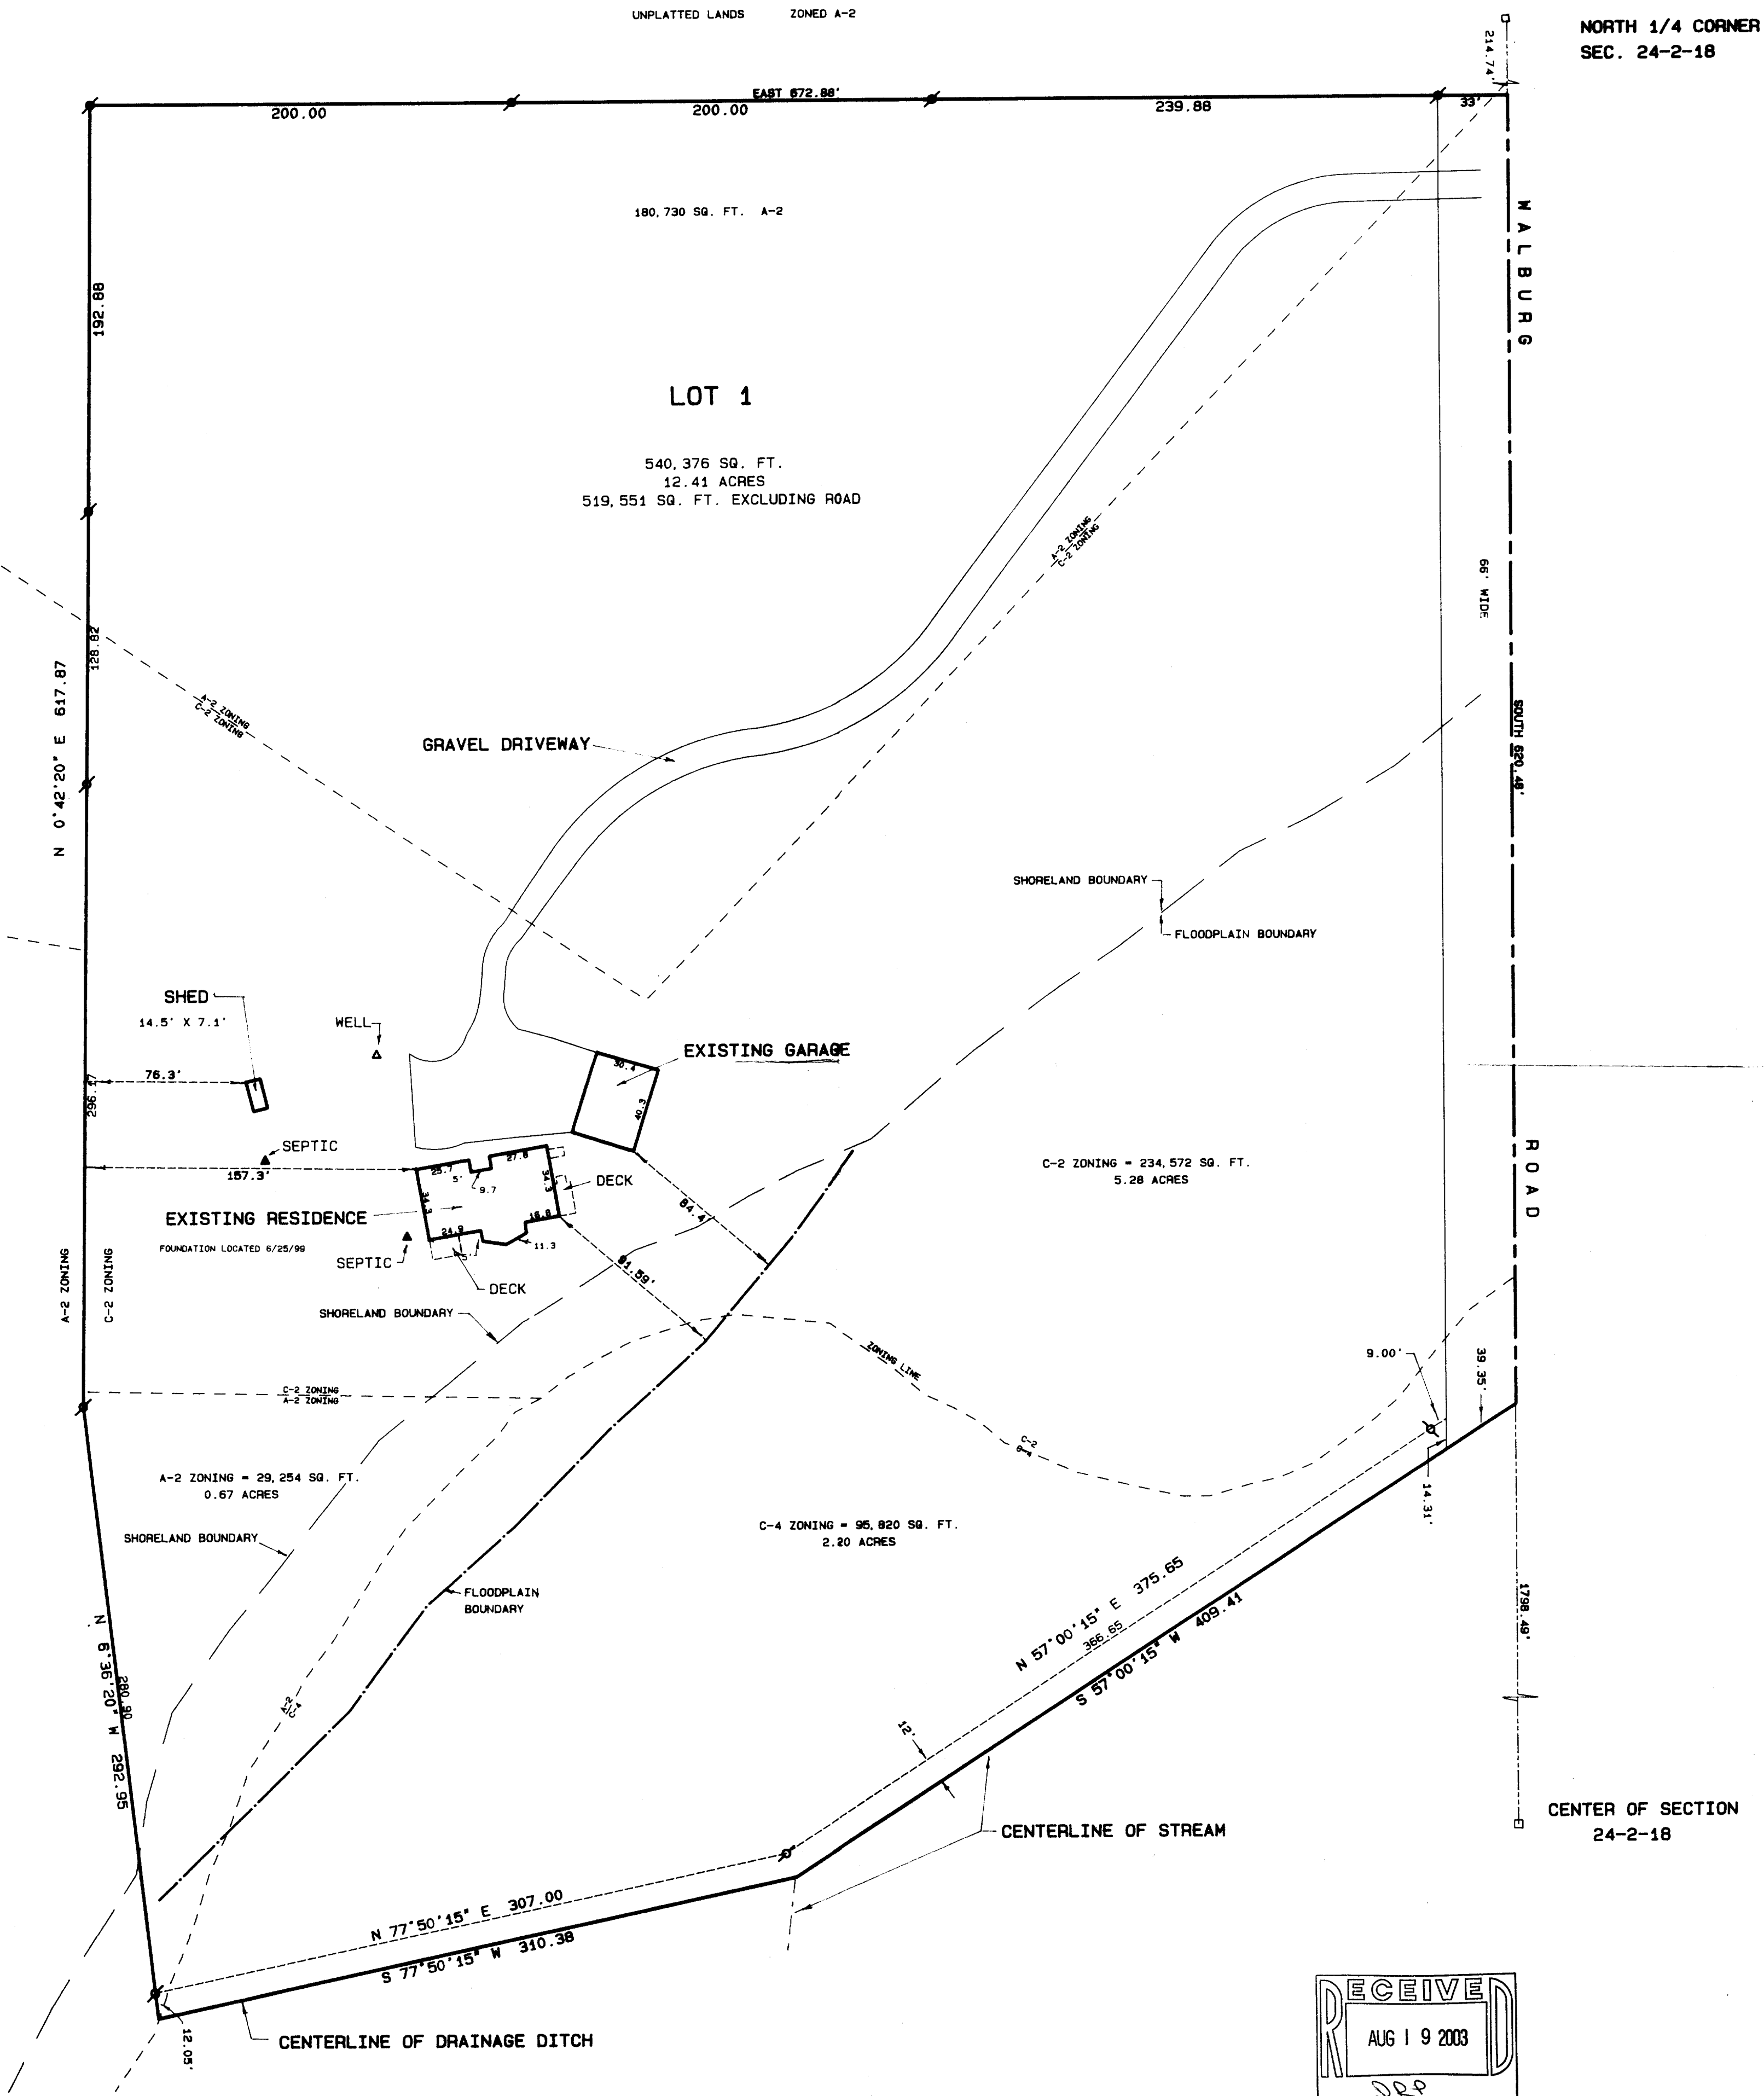 UNPLATTED LANDS ZONED A-2
NORTH 1/4 CORNER
SEC. 24-2-18
214.74'
EAST 672.88'
200.00
200.00
239.88
33'
180,730 SQ. FT. A-2
WALBURG
192.88
LOT 1
540,376 SQ. FT.
12.41 ACRES
519,551 SQ. FT. EXCLUDING ROAD
A-2 ZONING
C-2 ZONING
66' WIDE
128.82
N 0°42'20" E 617.87
A-2 ZONING
C-2 ZONING
SOUTH 620.48'
GRAVEL DRIVEWAY
SHORELAND BOUNDARY
FLOODPLAIN BOUNDARY
SHED
14.5' X 7.1'
WELL
EXISTING GARAGE
30.4
40.3
76.3'
296.17
SEPTIC
157.3'
25.7
5'
9.7
27.8
34.3
34.3
DECK
EXISTING RESIDENCE
24.9
16.8
11.3
5'
FOUNDATION LOCATED 6/25/99
SEPTIC
DECK
84.4'
91.59'
C-2 ZONING = 234,572 SQ. FT.
5.28 ACRES
ROAD
A-2 ZONING
C-2 ZONING
SHORELAND BOUNDARY
ZONING LINE
9.00'
39.35'
C-2 ZONING
A-2 ZONING
C-2
14.31'
A-2 ZONING = 29,254 SQ. FT.
0.67 ACRES
SHORELAND BOUNDARY
C-4 ZONING = 95,820 SQ. FT.
2.20 ACRES
FLOODPLAIN
BOUNDARY
N 57°00'15" E 375.65
366.65
S 57°00'15" W 409.41
1798.49'
N 6°36'20" W 292.95
280.90
A-2
C-4
12'
CENTERLINE OF STREAM
CENTER OF SECTION
24-2-18
N 77°50'15" E 307.00
S 77°50'15" W 310.38
12.05'
CENTERLINE OF DRAINAGE DITCH
RECEIVED
AUG 19 2003